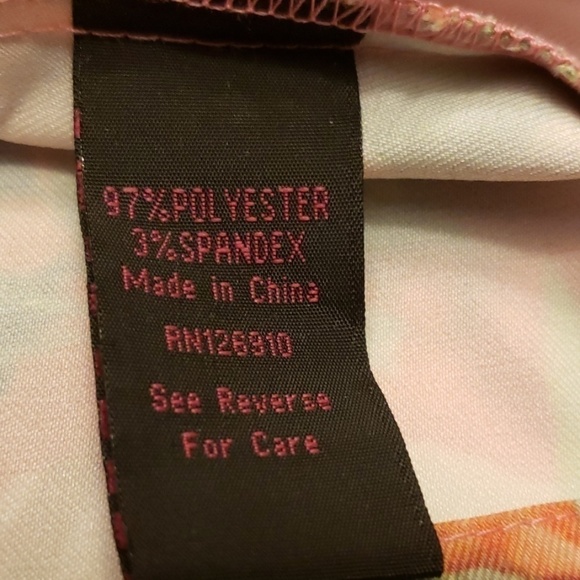 97%POLYESTER
3%SPANDEX
Made in China
RN126910
See Reverse
For Care